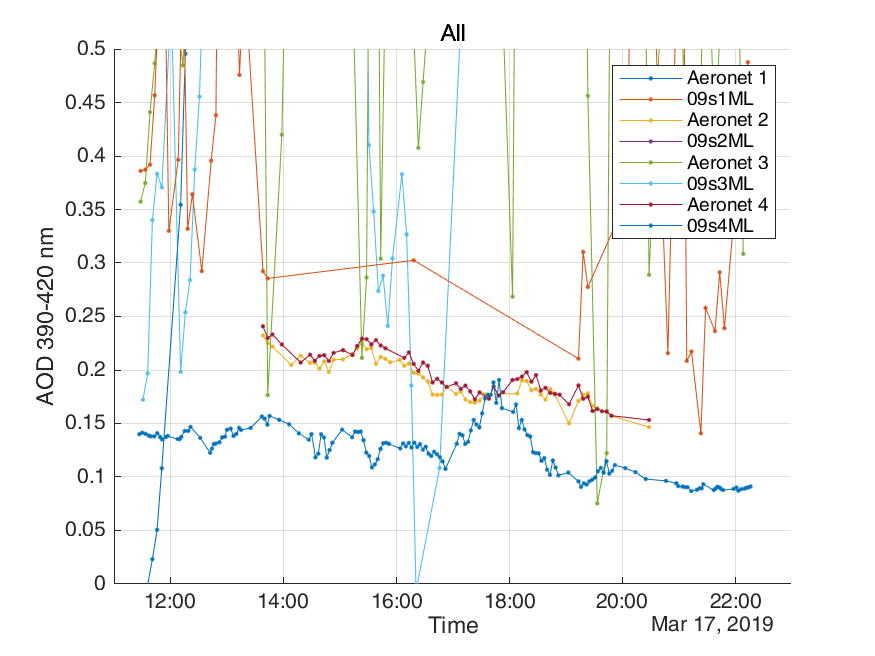 All
0.5
0.45
0.4
0.35
0.3
0.25
0.2
0.15
0.1
0.05
0
AOD 390-420 nm
Aeronet 1
09s1ML
Aeronet 2
09s2ML
Aeronet 3
09s3ML
Aeronet 4
09s4ML
12:00 14:00 16:00 18:00 20:00 22:00
Time
Mar 17, 2019